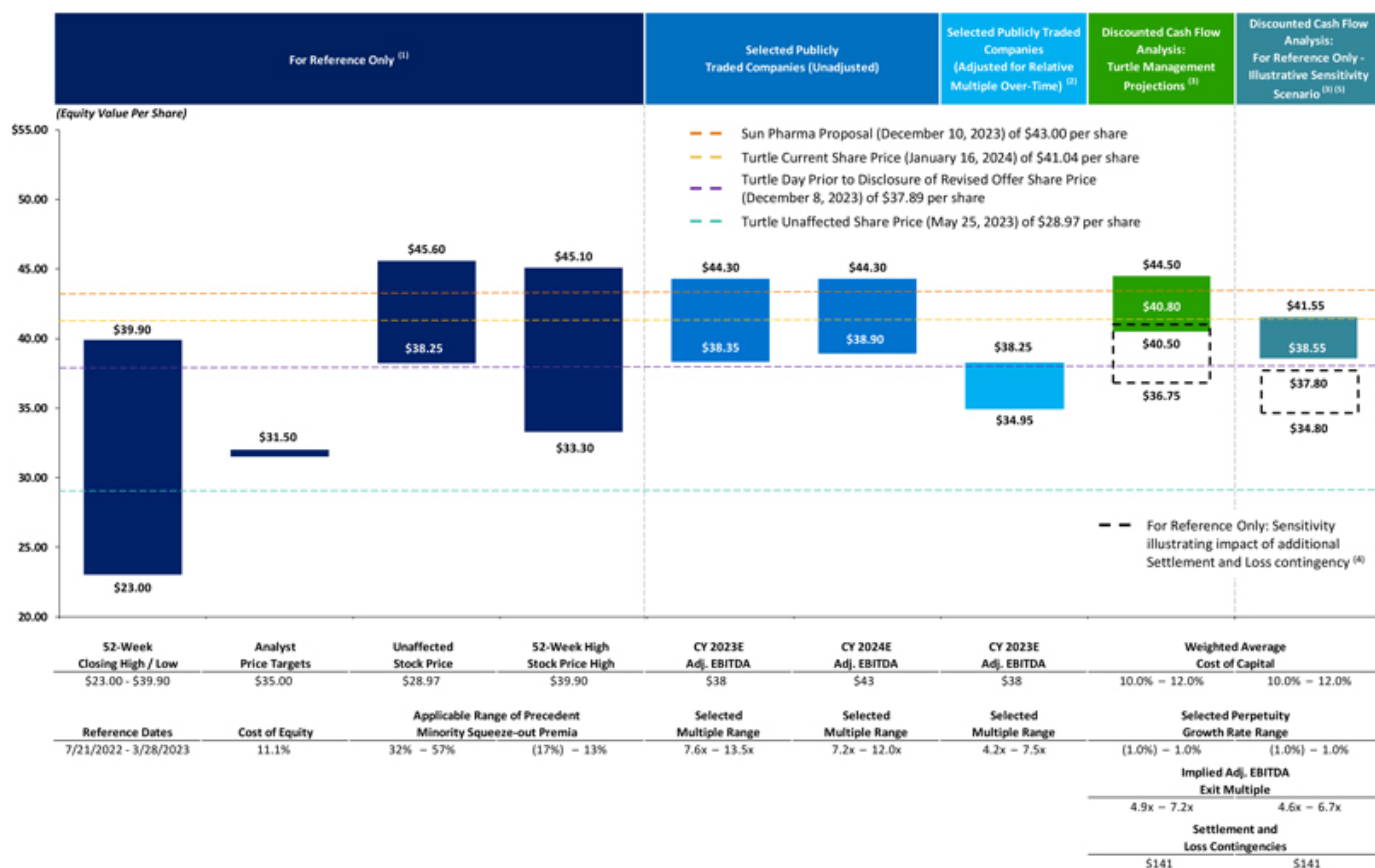 For Reference Only (1)
Selected Publicly
Traded Companies (Unadjusted)
Selected Publicly Traded
Companies
(Adjusted for Relative
Multiple Over-Time) (2)
Discounted Cash Flow
Analysis:
Turtle Management
Projections (3)
Discounted Cash Flow
Analysis:
For Reference Only -
Illustrative Sensitivity
Scenario (3) (5)
(Equity Value Per Share)
$55.00
50.00
45.00
40.00
35.00
30.00
25.00
20.00
Sun Pharma Proposal (December 10, 2023) of $43.00 per share
Turtle Current Share Price (January 16, 2024) of $41.04 per share
Turtle Day Prior to Disclosure of Revised Offer Share Price
(December 8, 2023) of $37.89 per share
Turtle Unaffected Share Price (May 25, 2023) of $28.97 per share
$39.90
$23.00
$31.50
$45.60
$38.25
$45.10
$33.30
$44.30
$38.35
$44.30
$38.90
$38.25
$34.95
$44.50
$40.80
$40.50
$36.75
$41.55
$38.55
$37.80
$34.80
For Reference Only: Sensitivity
illustrating impact of additional
Settlement and Loss contingency (4)
52-Week
Closing High / Low
$23.00 - $39.90
Analyst
Price Targets
$35.00
Unaffected
Stock Price
$28.97
52-Week High
Stock Price High
$39.90
CY 2023E
Adj. EBITDA
$38
CY 2024E
Adj. EBITDA
$43
CY 2023E
Adj. EBITDA
$38
Weighted Average
Cost of Capital
10.0% – 12.0% 10.0% – 12.0%
Reference Dates
7/21/2022 - 3/28/2023
Cost of Equity
11.1%
Applicable Range of Precedent
Minority Squeeze-out Premia
32% – 57% (17%) – 13%
Selected
Multiple Range
7.6x – 13.5x
Selected
Multiple Range
7.2x – 12.0x
Selected
Multiple Range
4.2x – 7.5x
Selected Perpetuity
Growth Rate Range
(1.0%) – 1.0% (1.0%) – 1.0%
Implied Adj. EBITDA
Exit Multiple
4.9x – 7.2x 4.6x – 6.7x
Settlement and
Loss Contingencies
$141 $141